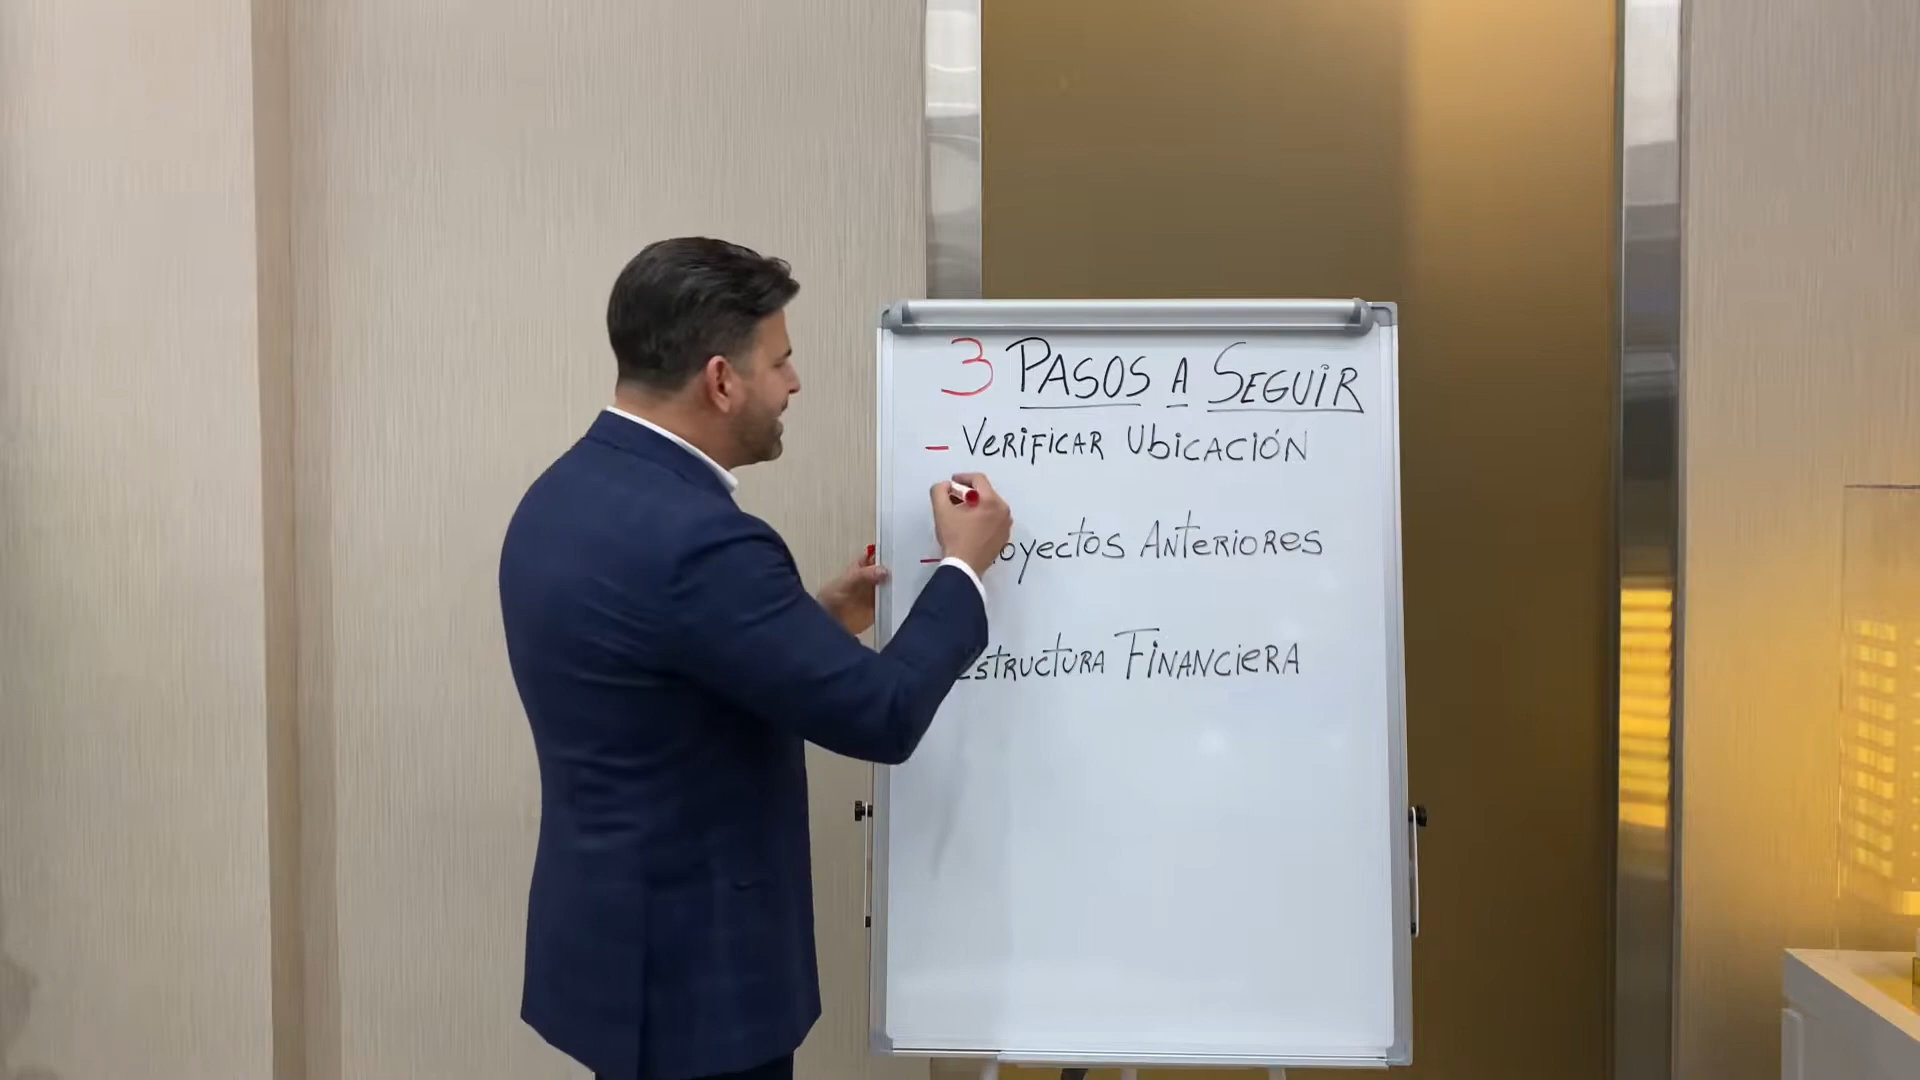 3 PASOS A SEGUIR
- VERIFICAR UBICACIÓN
- ANTERIORES
FINANCIERA